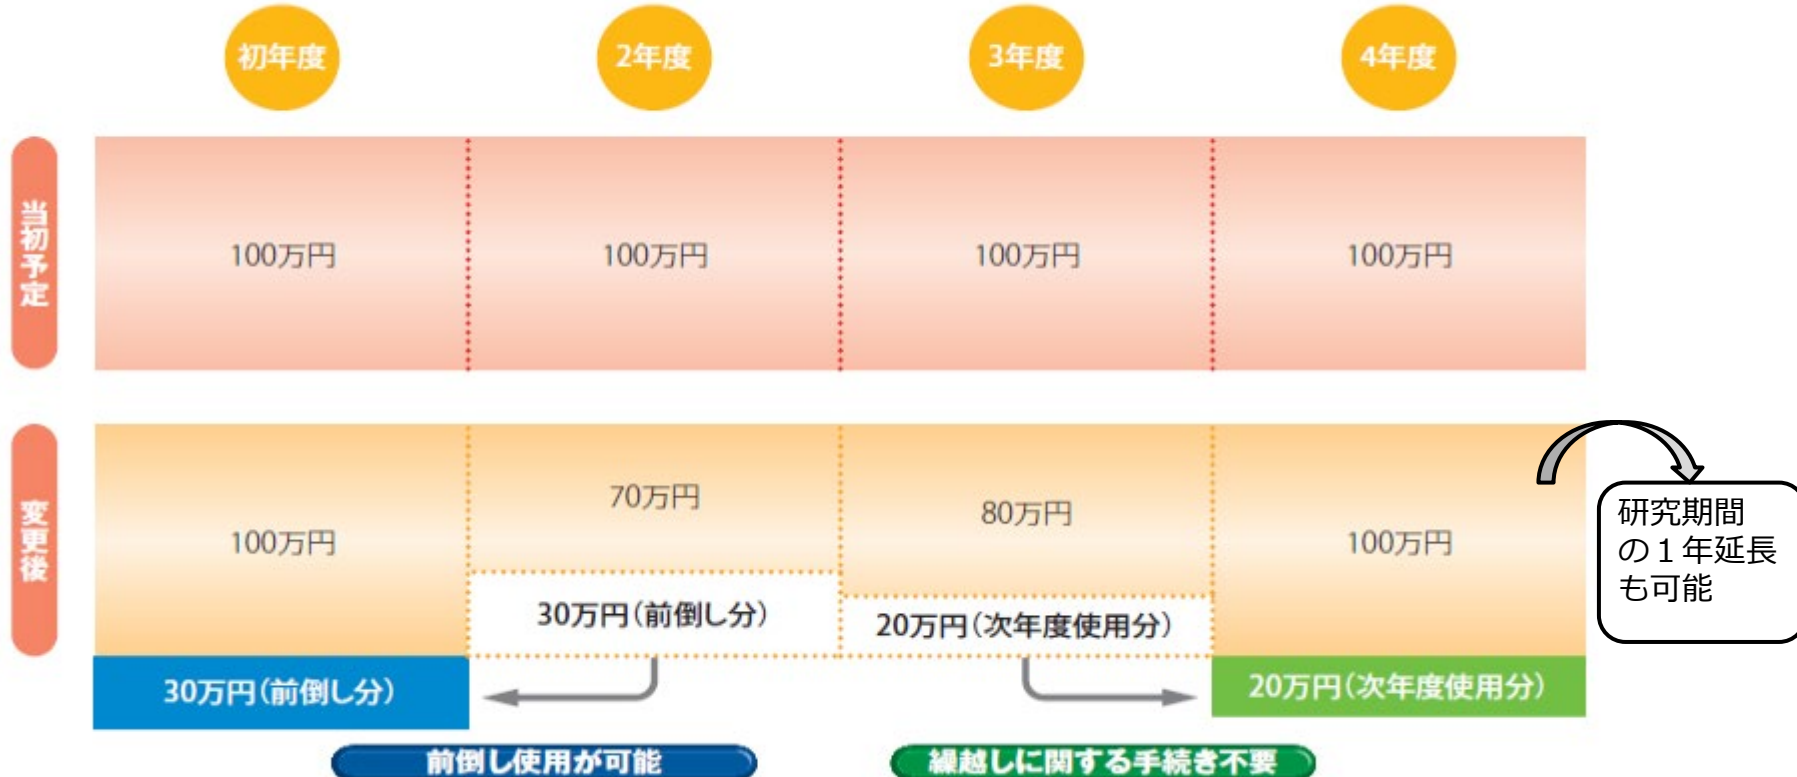 初年度
2年度
3年度
4年度
当初予定
100万円
100万円
100万円
100万円
変更後
100万円
70万円
80万円
100万円
30万円(前倒し分)
20万円(次年度使用分)
30万円(前倒し分)
20万円(次年度使用分)
研究期間
の１年延長
も可能
前倒し使用が可能
繰越しに関する手続き不要